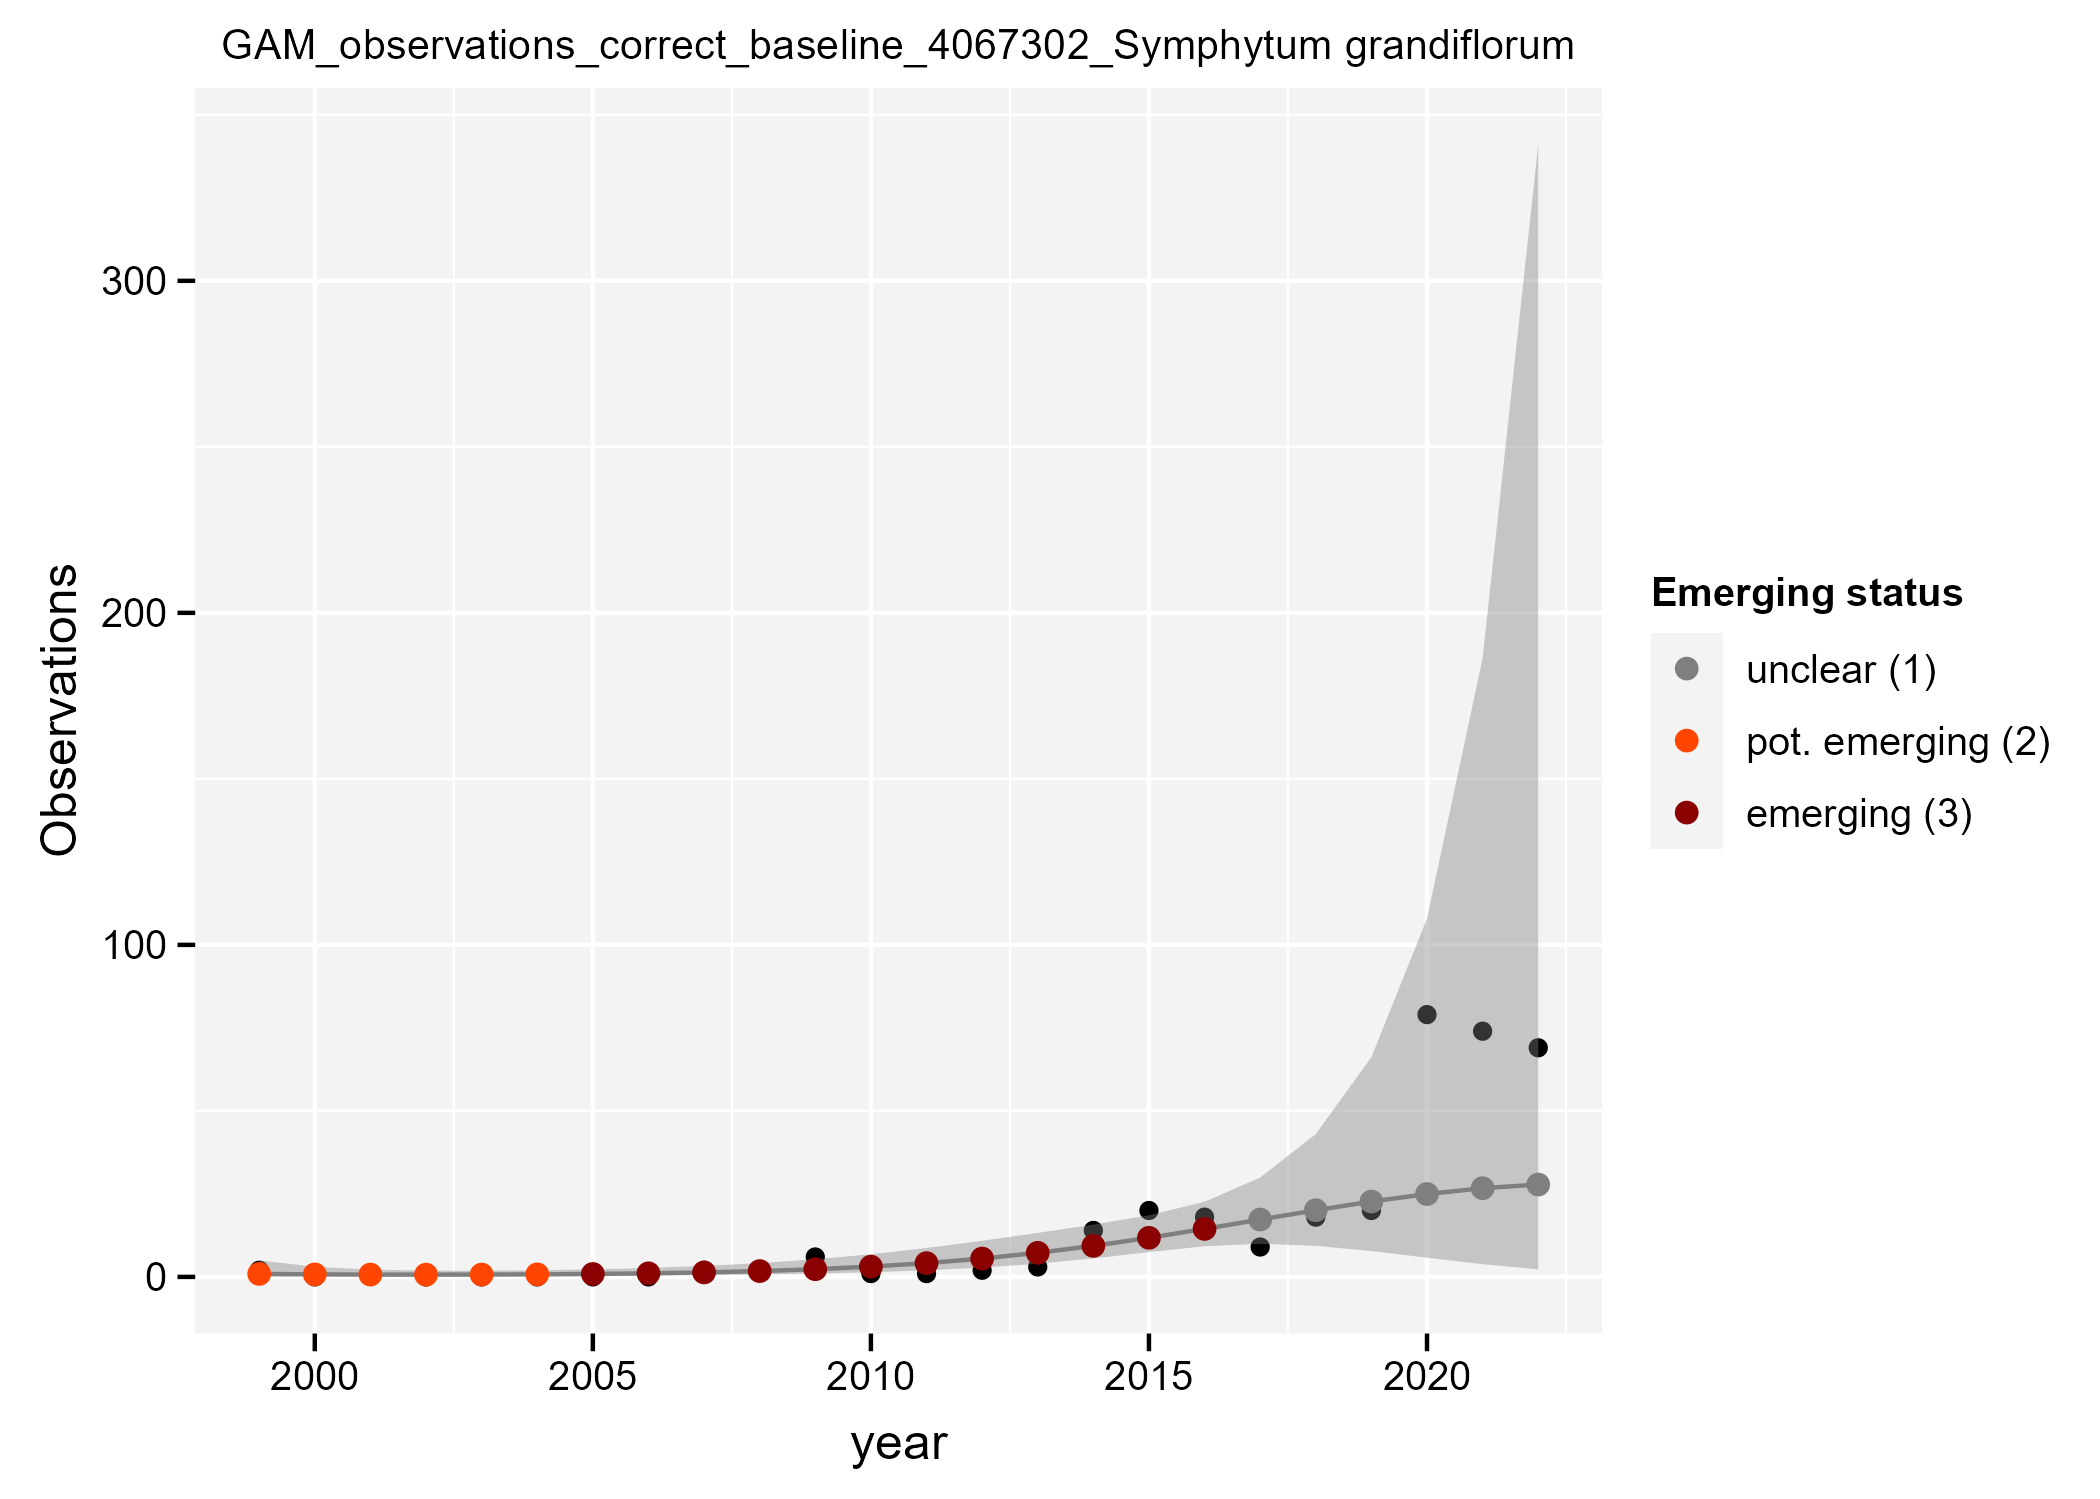 GAM_observations_correct_baseline_4067302_Symphytum grandiflorum
Observations
300
200
100
0
2000 2005 2010 2015 2020
year
Emerging status
unclear (1)
pot. emerging (2)
emerging (3)